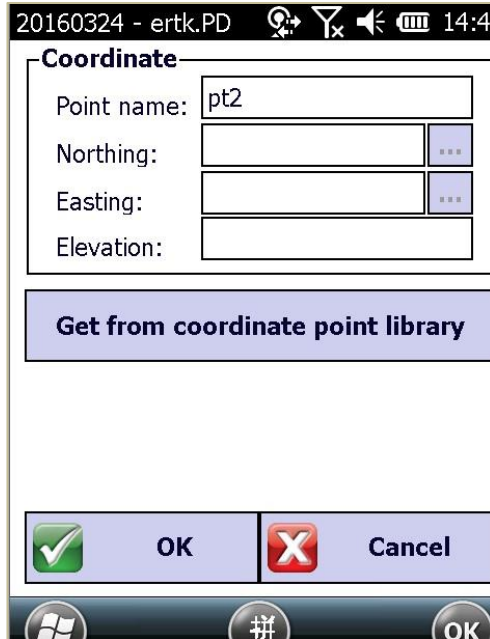 20160324 - ertk.PD 14:4
Coordinate
Point name: pt2
Northing: ...
Easting: ...
Elevation:
Get from coordinate point library
OK Cancel
拼 OK